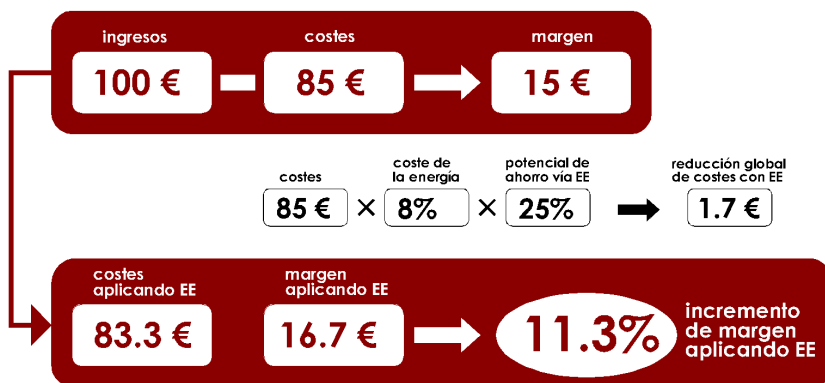 ingresos costes margen
100 € 85 € 15 €
costes coste de la energía potencial de ahorro vía EE reducción global de costes con EE
85 € × 8% × 25% 1.7 €
costes aplicando EE margen aplicando EE
83.3 € 16.7 € 11.3% incremento de margen aplicando EE